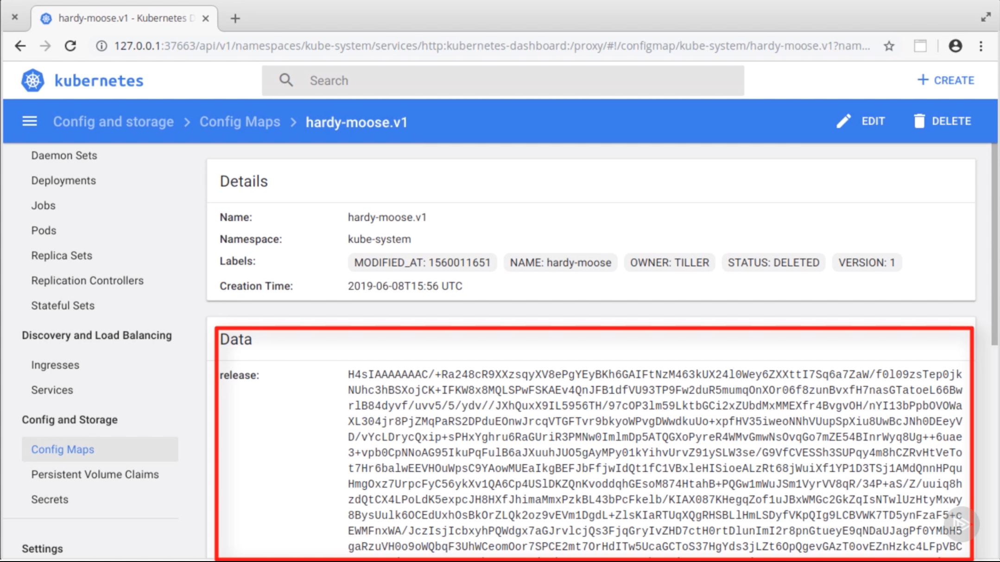 hardy-moose.v1 - Kubernetes D
127.0.0.1:37663/api/v1/namespaces/kube-system/services/http:kubernetes-dashboard:/proxy/#!/configmap/kube-system/hardy-moose.v1?nam...
kubernetes
Search
+ CREATE
Config and storage > Config Maps > hardy-moose.v1
EDIT
DELETE
Daemon Sets
Deployments
Jobs
Pods
Replica Sets
Replication Controllers
Stateful Sets
Discovery and Load Balancing
Ingresses
Services
Config and Storage
Config Maps
Persistent Volume Claims
Secrets
Settings
Details
Name: hardy-moose.v1
Namespace: kube-system
Labels: MODIFIED_AT: 1560011651 NAME: hardy-moose OWNER: TILLER STATUS: DELETED VERSION: 1
Creation Time: 2019-06-08T15:56 UTC
Data
release: H4sIAAAAAAAC/+Ra248cR9XXzsqyXV8ePgYEyBKh6GAIFtNzM463kUX24l0Wey6ZXXttI7Sq6a7ZaW/f0l09zsTep0jk
NUhc3hBSXojCK+IFKW8x8MQLSPwFSKAEv4QnJFB1dfVU93TP9Fw2duR5mumqOnXOr06f8zunBvxfH7nasGTatoeL66Bw
rlB84dyvf/uvv5/5/ydv//JXhQuxX9IL5956TH/97cOP3lm59LktbGCi2xZUbdMxMMEXfr4BvgvOH/nYI13bPpbOVOWa
XL304jr8PjZMqPaRS2DPduEOnwJrcqVTGFTvr9bkyoWPvgDWwdkuUo+xpfHV35iweoNNhVUupSpXiu8UwBcJNh0DEeyV
D/vYcLDrycQxip+sPHxYghru6RaGUriR3PMNw0ImlmDp5ATQGXoPyreR4WMvGmwNsOvqGo7mZE54BInrWyq8Ug++6uae
3+vpb0CpNNoAG95IkuPqFulB6aJXuuhJUO5gAyMPy01kYihvUrvZ91ySLW3se/G9VfCVESSh3SUPqy4m8hCZRvHtVeTo
t7Hr6balwEEVHOuWpsC9YAowMUEaIkgBEFJbFfjwIdQt1fC1VBxleHISioeALzRt68jWuiXf1YP1D3TSj1AMdQnnHPqu
HmgOxz7UrpcFyC56ykXv1QA6Cp4USlDKZQnKvoddqhGEsoM874HtahB+PQGw1mWuJSm1VyrVV8qR/34P+aS/Z/uuiq8h
zdQtCX4LPoLdK5expcJH8HXfJhimaMmxPzkBL43bPcFkelb/KIAX087KHegqZof1uJBxWMGc2GkZqIsNTwlUzHtyMxwy
8BysUulk6OCEdUxhOsBkOrZLQk2oz9vEVm1DgdL+ZlsKIaRTUqXQgRHSBLlHmLSDyfVKpQIg9LCBVWK7TD5ynFzaF5+c
EWMFnxWA/JczIsjIcbxyhPQWdgx7aGJrvlcjQs3FjqGryIvZHD7ctH0rtDlunImI2r8pnGtueyE9qNDaUJagPf0YMbH5
gaRzuVH0o9oWQbqF3UhWCeomOor7SPCE2mt7OrHdITw5UcaGCToS37HgYds3jLZt6OpQgevGAzT0ovEZnHzkc4LFpVBC